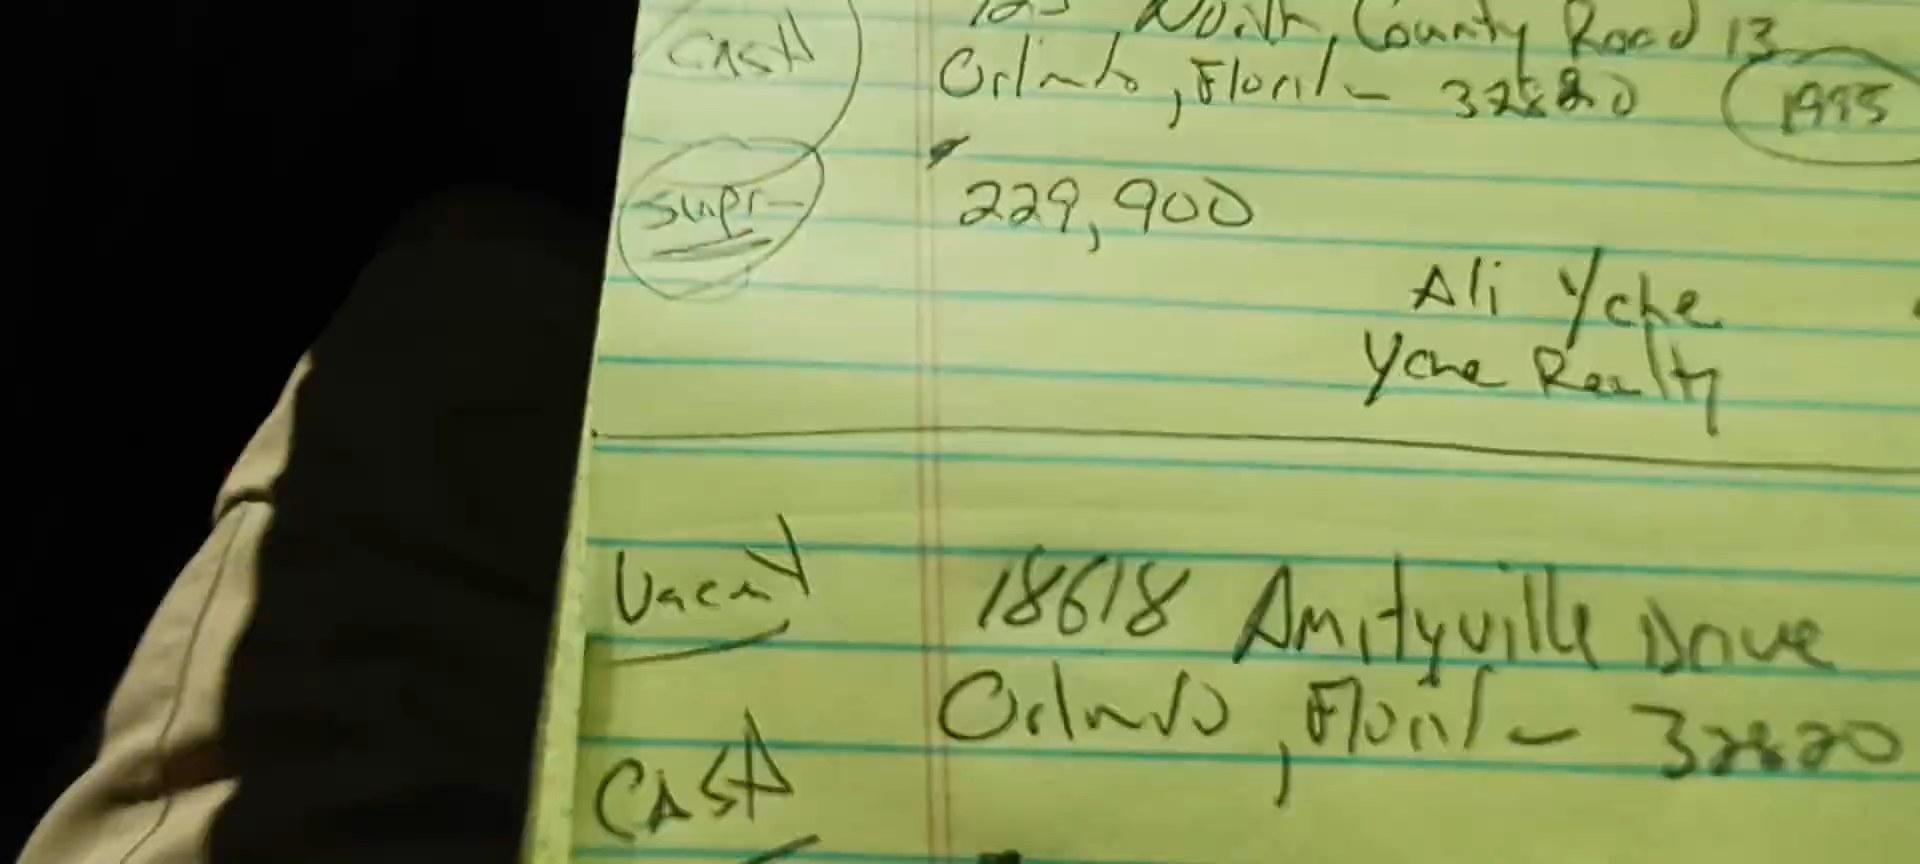 CASH
North County Road 13
Orlando, Florida 32820
1995
Supra
229,900
Ali Yche
Yche Realty
Vacant
18618 Amityville Drive
Orlando, Florida 32820
CASH